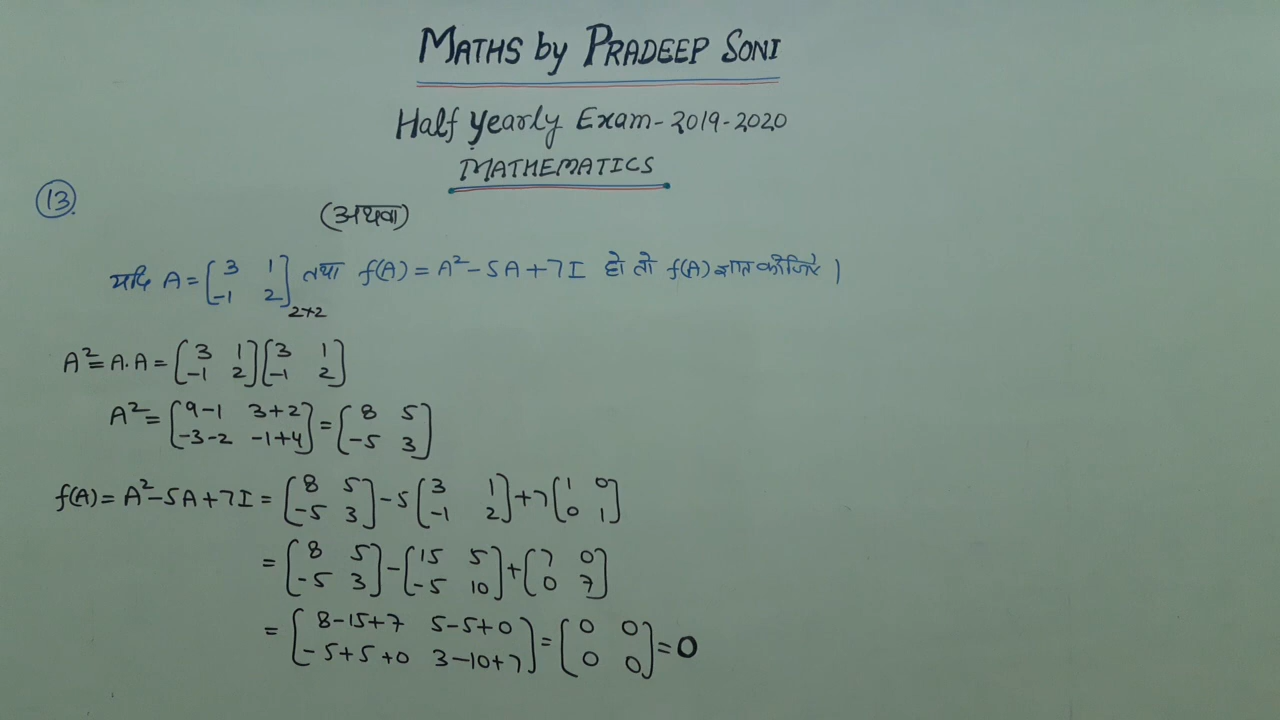 MATHS by PRADEEP SONI
Half Yearly Exam-2019-2020
MATHEMATICS
13.
(अथवा)
यदि A = [3 1 -1 2] 2×2 तथा f(A) = A² - 5A + 7I हो तो f(A) ज्ञात कीजिए।
A² = A.A = [3 1 -1 2] [3 1 -1 2]
A² = [9-1 3+2 -3-2 -1+4] = [8 5 -5 3]
f(A) = A² - 5A + 7I = [8 5 -5 3] - 5 [3 1 -1 2] + 7 [1 0 0 1]
= [8 5 -5 3] - [15 5 -5 10] + [7 0 0 7]
= [8-15+7 5-5+0 -5+5+0 3-10+7] = [0 0 0 0] = 0